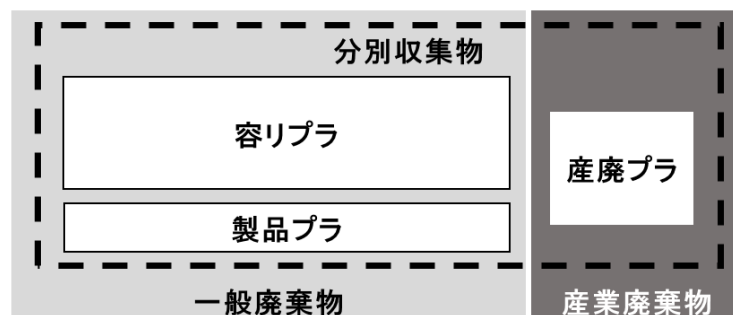 分別収集物
容リプラ
産廃プラ
製品プラ
一般廃棄物
産業廃棄物